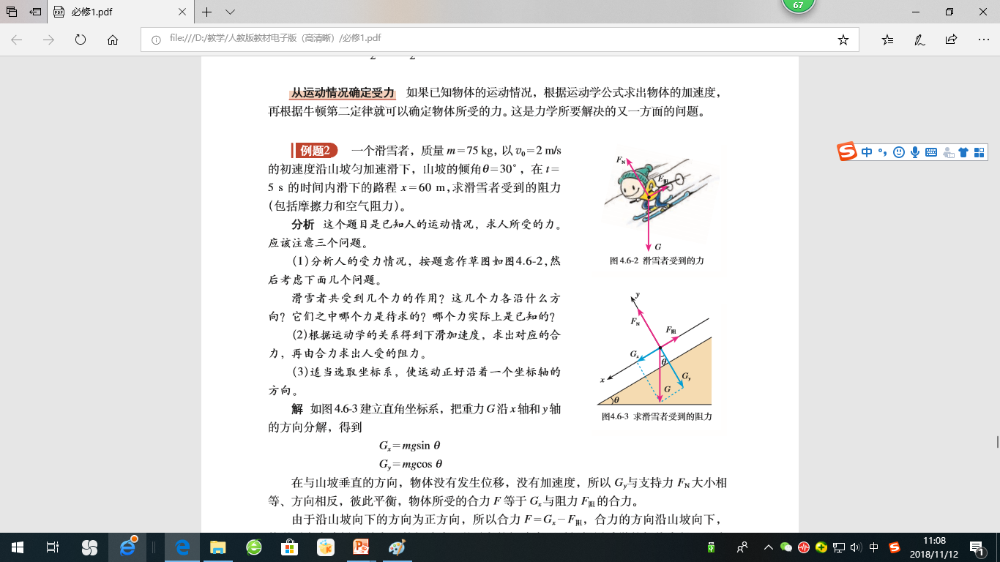 必修1.pdf
67
file:///D:/教学/人教版教材电子版（高清晰）/必修1.pdf
2 2
从运动情况确定受力 如果已知物体的运动情况，根据运动学公式求出物体的加速度，
再根据牛顿第二定律就可以确定物体所受的力。这是力学所要解决的又一方面的问题。
例题2 一个滑雪者，质量 m＝75 kg，以 v₀＝2 m/s
的初速度沿山坡匀加速滑下，山坡的倾角θ＝30°，在 t＝
5 s 的时间内滑下的路程 x＝60 m，求滑雪者受到的阻力
（包括摩擦力和空气阻力）。
分析 这个题目是已知人的运动情况，求人所受的力。
应该注意三个问题。
（1）分析人的受力情况，按题意作草图如图4.6-2，然
后考虑下面几个问题。
滑雪者共受到几个力的作用？这几个力各沿什么方
向？它们之中哪个力是待求的？哪个力实际上是已知的？
（2）根据运动学的关系得到下滑加速度，求出对应的合
力，再由合力求出人受的阻力。
（3）适当选取坐标系，使运动正好沿着一个坐标轴的
方向。
解 如图 4.6-3 建立直角坐标系，把重力 G 沿 x 轴和 y 轴
的方向分解，得到
Gx＝mgsin θ
Gy＝mgcos θ
在与山坡垂直的方向，物体没有发生位移，没有加速度，所以 Gy与支持力 FN 大小相
等、方向相反，彼此平衡，物体所受的合力 F 等于 Gx 与阻力 F阻 的合力。
由于沿山坡向下的方向为正方向，所以合力 F＝Gx－F阻，合力的方向沿山坡向下，
FN
F阻
G
图 4.6-2 滑雪者受到的力
y
FN
F阻
Gx
θ
x
Gy
G
θ
图4.6-3 求滑雪者受到的阻力
中
中
11:08
2018/11/12
1